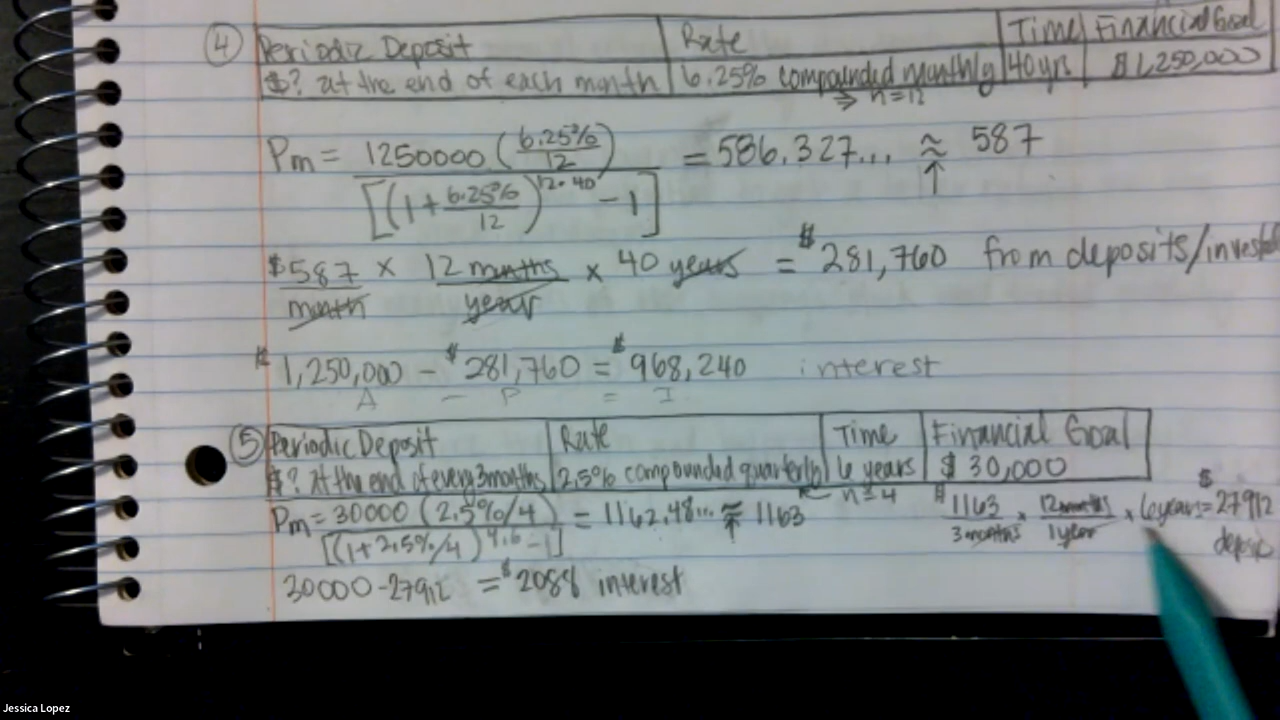 ④ Periodic Deposit Rate Time Financial Goal
$? at the end of each month 6.25% compounded monthly 40 yrs $1,250,000
⇒ n=12
Pm = 1250000 (6.25%/12) = 586.327... ≈ 587
[(1+6.25%/12)^12·40 - 1] ↑
$587/month × 12 months/year × 40 years = $281,760 from deposits/
$1,250,000 - $281,760 = $968,240 interest
A - P = I
⑤ Periodic Deposit Rate Time Financial Goal
$? at the end of every 3 months 2.5% compounded quarterly 6 years $30,000
n=4
Pm = 30000 (2.5%/4) = 1162.48... ≈ 1163 $1163/3 months × 12 months/1 year × 6 years = $27912
[(1+2.5%/4)^4·6 - 1] ↑
30000-27912 = $2088 interest
Jessica Lopez